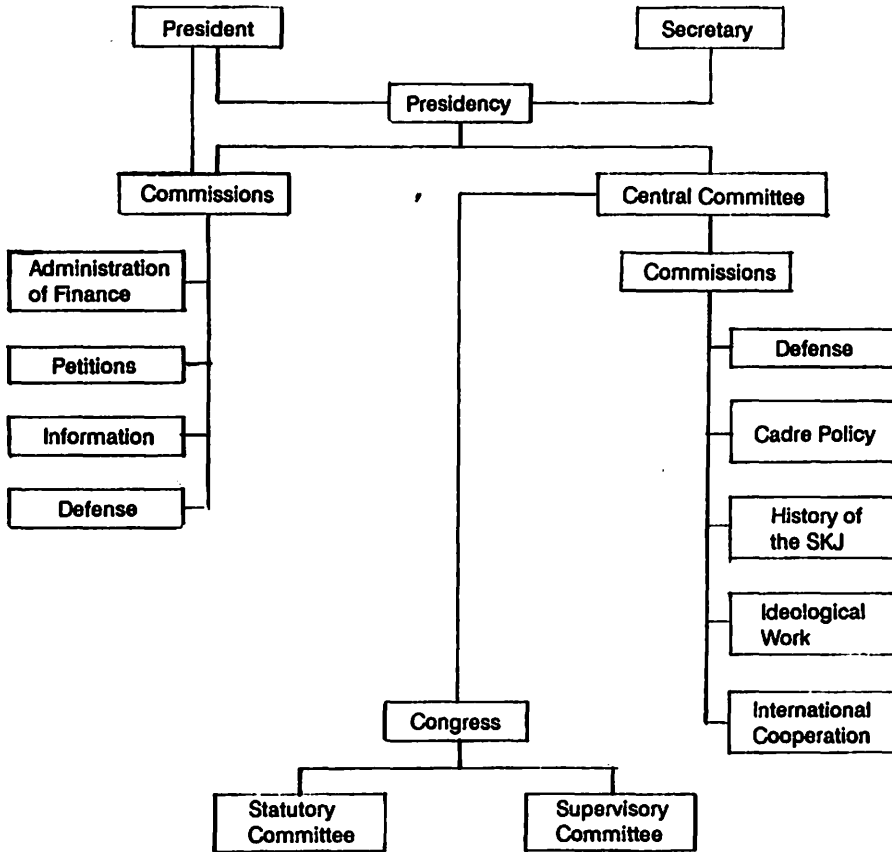 President
Secretary
Presidency
Commissions
Central Committee
Administration
of Finance
Petitions
Information
Defense
Commissions
Defense
Cadre Policy
History of
the SKJ
Ideological
Work
International
Cooperation
Congress
Statutory
Committee
Supervisory
Committee